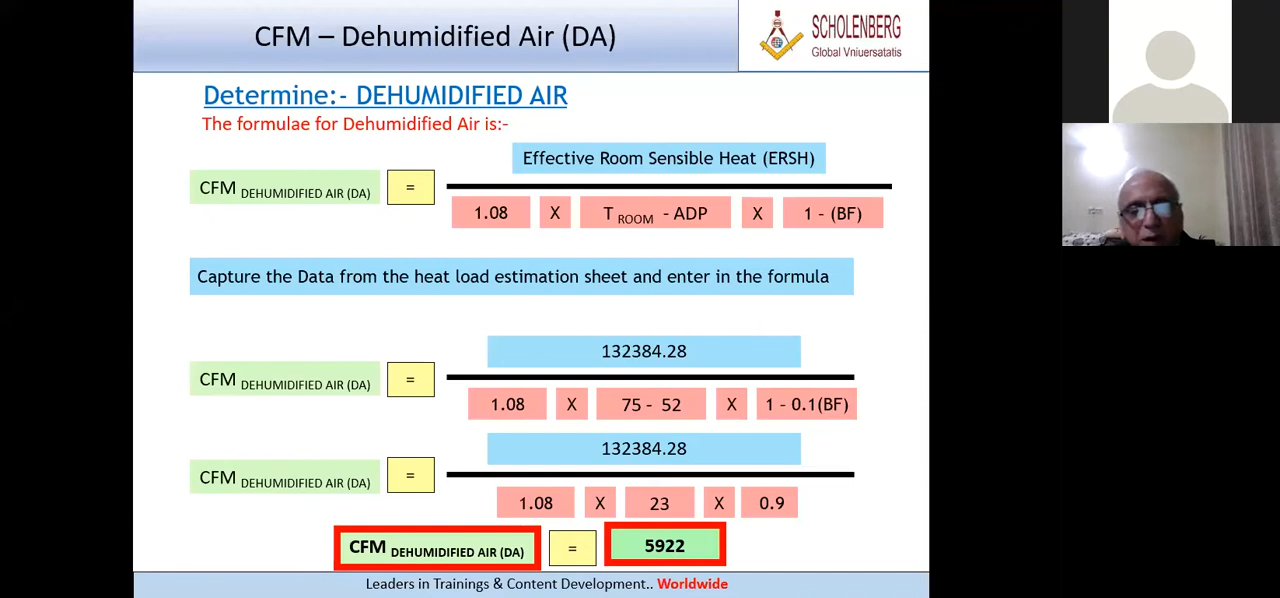 CFM – Dehumidified Air (DA)
SCHOLENBERG
Global Vniuersatatis
Determine:- DEHUMIDIFIED AIR
The formulae for Dehumidified Air is:-
Effective Room Sensible Heat (ERSH)
CFM DEHUMIDIFIED AIR (DA) =
1.08 X T ROOM - ADP X 1 - (BF)
Capture the Data from the heat load estimation sheet and enter in the formula
132384.28
CFM DEHUMIDIFIED AIR (DA) =
1.08 X 75 - 52 X 1 - 0.1(BF)
132384.28
CFM DEHUMIDIFIED AIR (DA) =
1.08 X 23 X 0.9
CFM DEHUMIDIFIED AIR (DA) = 5922
Leaders in Trainings & Content Development.. Worldwide